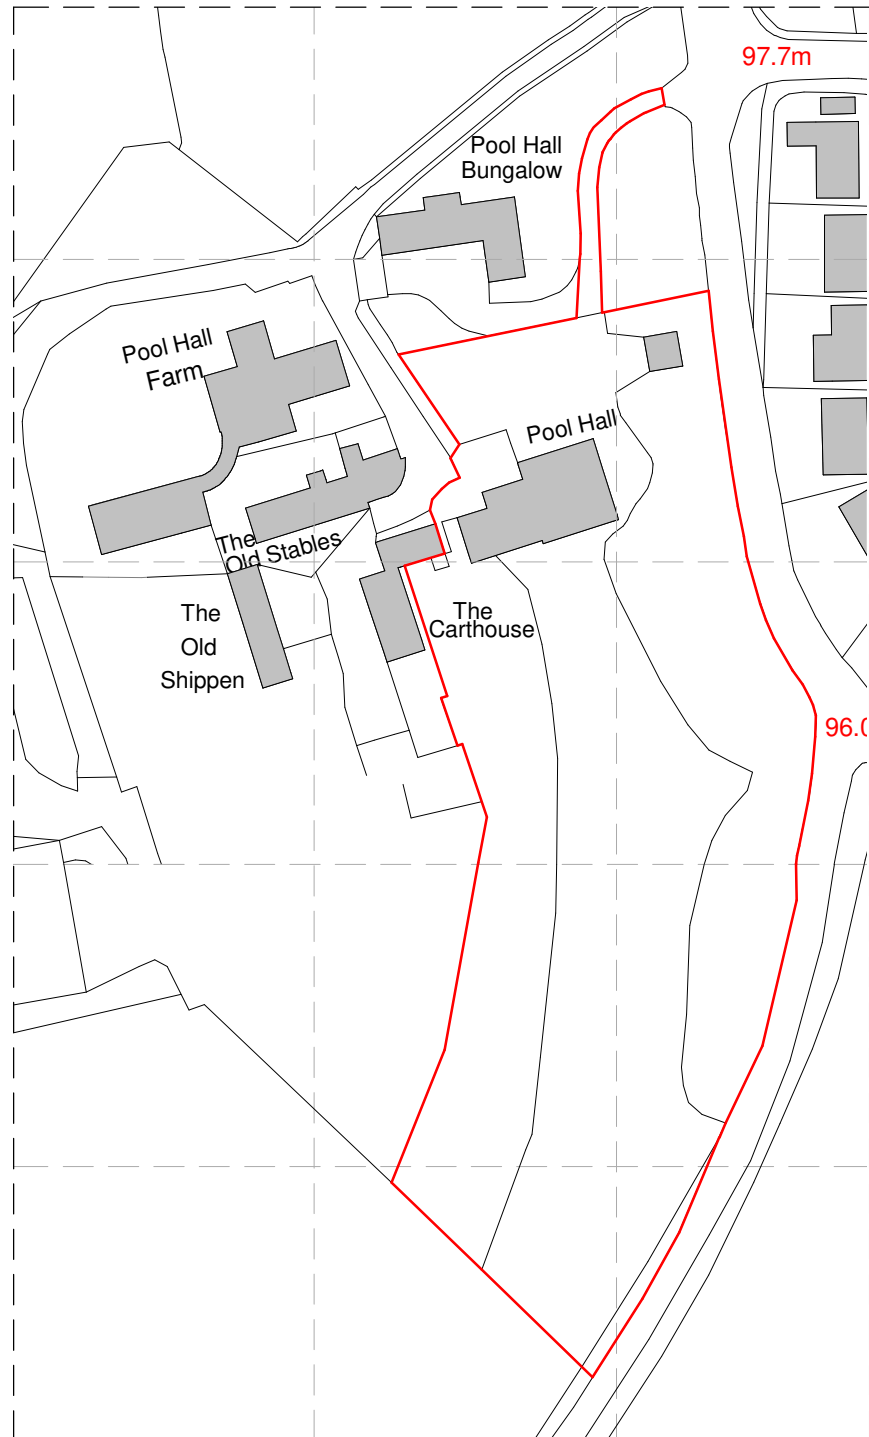 97.7m
Pool Hall
Bungalow
Pool Hall
Farm
Pool Hall
The
Old Stables
The
Old
Shippen
The
Carthouse
96.0